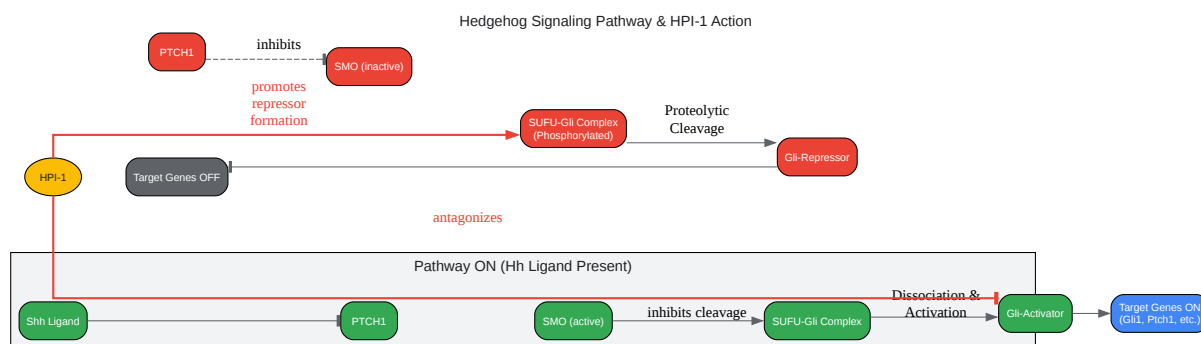 Hedgehog Signaling Pathway & HPI-1 Action
PTCH1
inhibits
SMO (inactive)
promotes
repressor
formation
SUFU-Gli Complex
(Phosphorylated)
Proteolytic
Cleavage
Gli-Repressor
HPI-1
Target Genes OFF
antagonizes
Pathway ON (Hh Ligand Present)
Shh Ligand
PTCH1
SMO (active)
inhibits cleavage
SUFU-Gli Complex
Dissociation &
Activation
Gli-Activator
Target Genes ON
(Gli1, Ptch1, etc.)